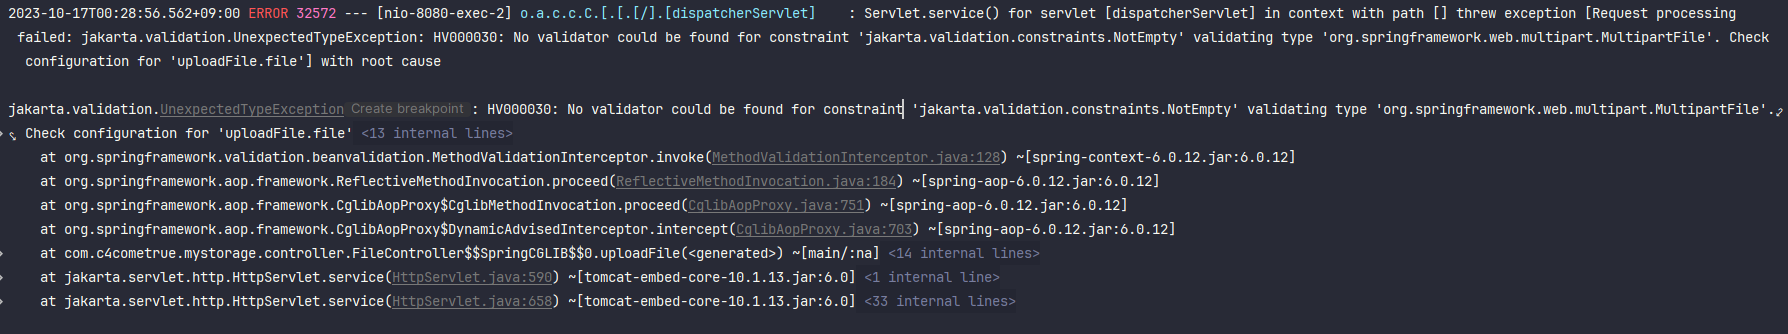 2023-10-17T00:28:56.562+09:00 ERROR 32572 --- [nio-8080-exec-2] o.a.c.c.C.[.[.[/].[dispatcherServlet]    : Servlet.service() for servlet [dispatcherServlet] in context with path [] threw exception [Request processing
failed: jakarta.validation.UnexpectedTypeException: HV000030: No validator could be found for constraint 'jakarta.validation.constraints.NotEmpty' validating type 'org.springframework.web.multipart.MultipartFile'. Check
configuration for 'uploadFile.file'] with root cause
jakarta.validation.UnexpectedTypeException Create breakpoint : HV000030: No validator could be found for constraint 'jakarta.validation.constraints.NotEmpty' validating type 'org.springframework.web.multipart.MultipartFile'.
Check configuration for 'uploadFile.file' <13 internal lines>
at org.springframework.validation.beanvalidation.MethodValidationInterceptor.invoke(MethodValidationInterceptor.java:128) ~[spring-context-6.0.12.jar:6.0.12]
at org.springframework.aop.framework.ReflectiveMethodInvocation.proceed(ReflectiveMethodInvocation.java:184) ~[spring-aop-6.0.12.jar:6.0.12]
at org.springframework.aop.framework.CglibAopProxy$CglibMethodInvocation.proceed(CglibAopProxy.java:751) ~[spring-aop-6.0.12.jar:6.0.12]
at org.springframework.aop.framework.CglibAopProxy$DynamicAdvisedInterceptor.intercept(CglibAopProxy.java:703) ~[spring-aop-6.0.12.jar:6.0.12]
at com.c4cometrue.mystorage.controller.FileController$$SpringCGLIB$$0.uploadFile(<generated>) ~[main/:na] <14 internal lines>
at jakarta.servlet.http.HttpServlet.service(HttpServlet.java:590) ~[tomcat-embed-core-10.1.13.jar:6.0] <1 internal line>
at jakarta.servlet.http.HttpServlet.service(HttpServlet.java:658) ~[tomcat-embed-core-10.1.13.jar:6.0] <33 internal lines>